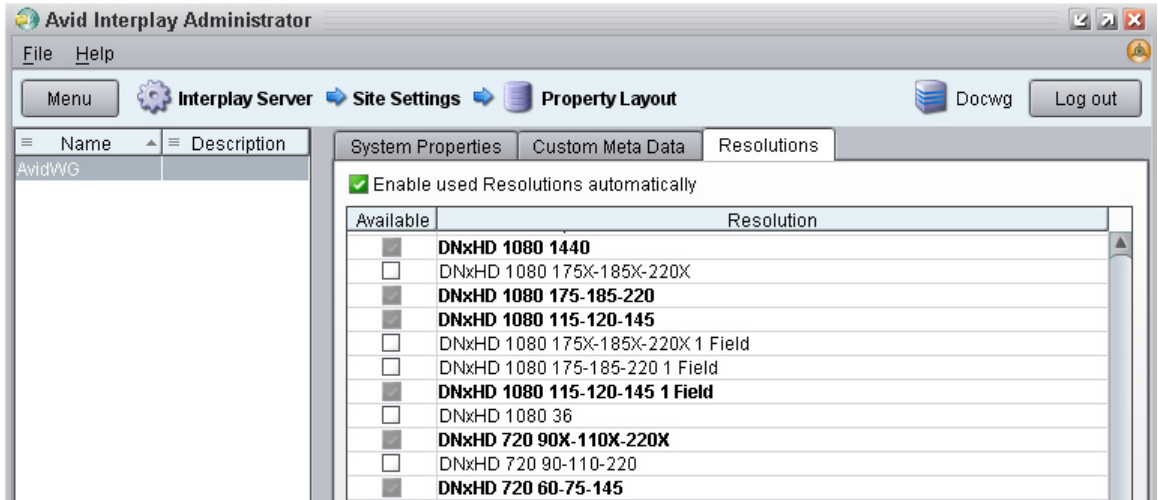 Avid Interplay Administrator
File Help
Menu Interplay Server Site Settings Property Layout Docwg Log out
Name Description
AvidWG
System Properties Custom Meta Data Resolutions
Enable used Resolutions automatically
Available Resolution
DNxHD 1080 1440
DNxHD 1080 175X-185X-220X
DNxHD 1080 175-185-220
DNxHD 1080 115-120-145
DNxHD 1080 175X-185X-220X 1 Field
DNxHD 1080 175-185-220 1 Field
DNxHD 1080 115-120-145 1 Field
DNxHD 1080 36
DNxHD 720 90X-110X-220X
DNxHD 720 90-110-220
DNxHD 720 60-75-145